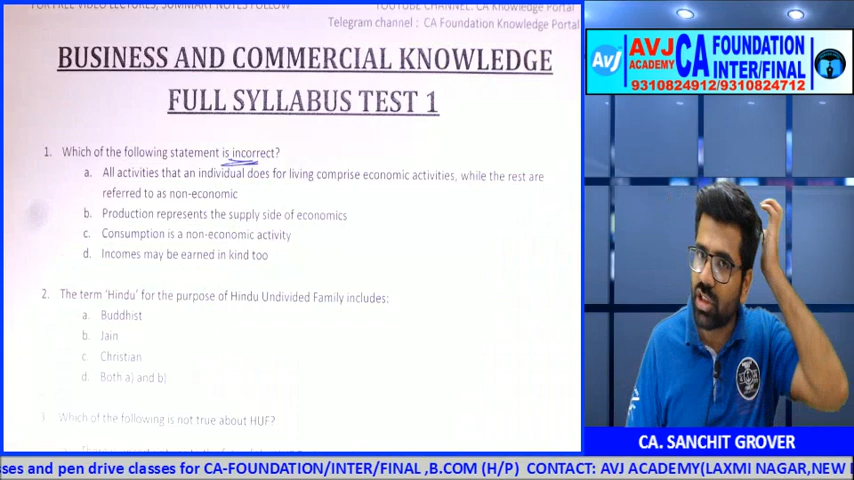 FOR FREE VIDEO LECTURES, SUMMARY NOTES FOLLOW
YOUTUBE CHANNEL: CA Knowledge Portal
Telegram channel : CA Foundation Knowledge Portal
BUSINESS AND COMMERCIAL KNOWLEDGE
FULL SYLLABUS TEST 1
1. Which of the following statement is incorrect?
a. All activities that an individual does for living comprise economic activities, while the rest are
referred to as non-economic
b. Production represents the supply side of economics
c. Consumption is a non-economic activity
d. Incomes may be earned in kind too
2. The term ‘Hindu’ for the purpose of Hindu Undivided Family includes:
a. Buddhist
b. Jain
c. Christian
d. Both a) and b)
3 Which of the following is not true about HUF?
AVJ
AVJ
ACADEMY
CA FOUNDATION
INTER/FINAL
9310824912/9310824712
CA. SANCHIT GROVER
sses and pen drive classes for CA-FOUNDATION/INTER/FINAL ,B.COM (H/P) CONTACT: AVJ ACADEMY(LAXMI NAGAR,NEW